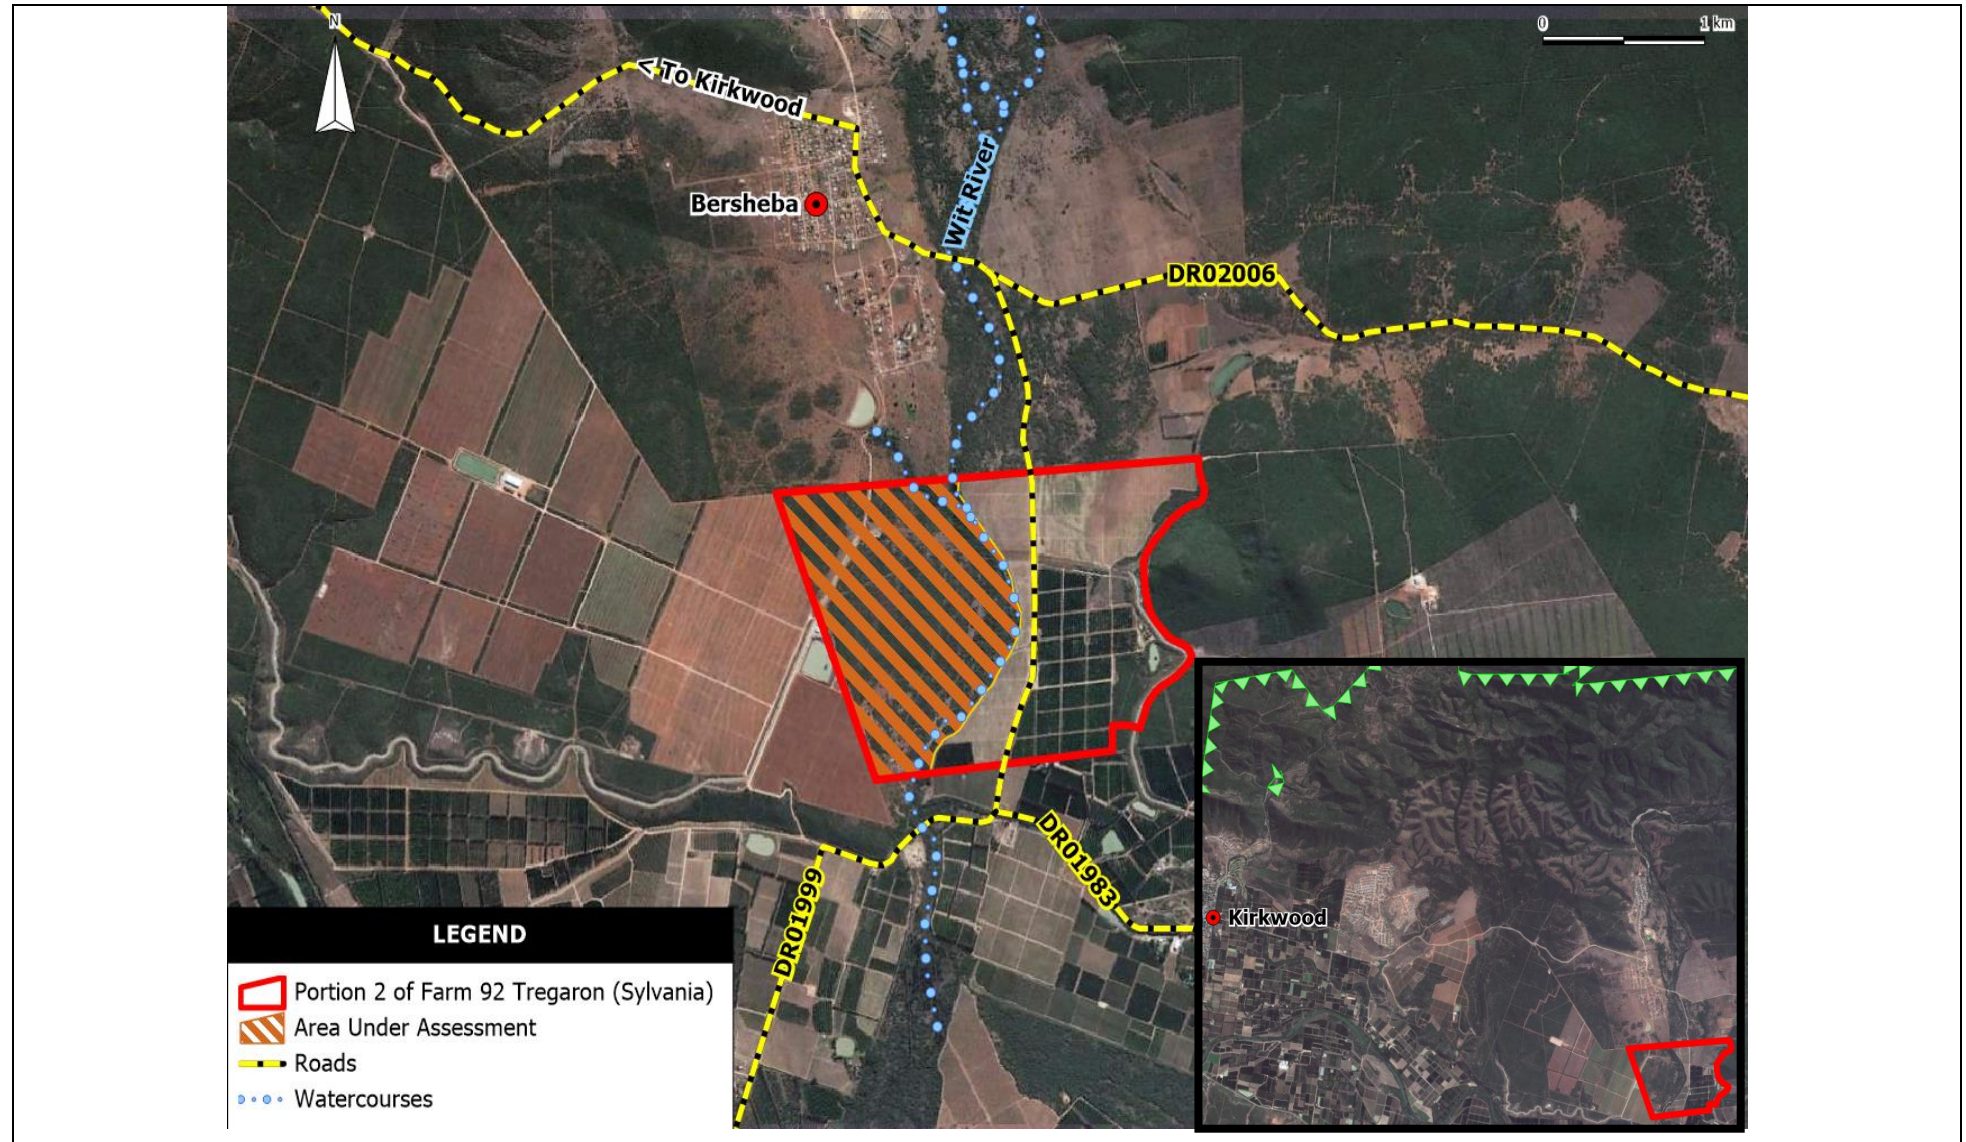 N
0 1 km
< To Kirkwood
Wit River
Bersheba
DR02006
DR01983
DR01999
Kirkwood
LEGEND
Portion 2 of Farm 92 Tregaron (Sylvania)
Area Under Assessment
Roads
Watercourses